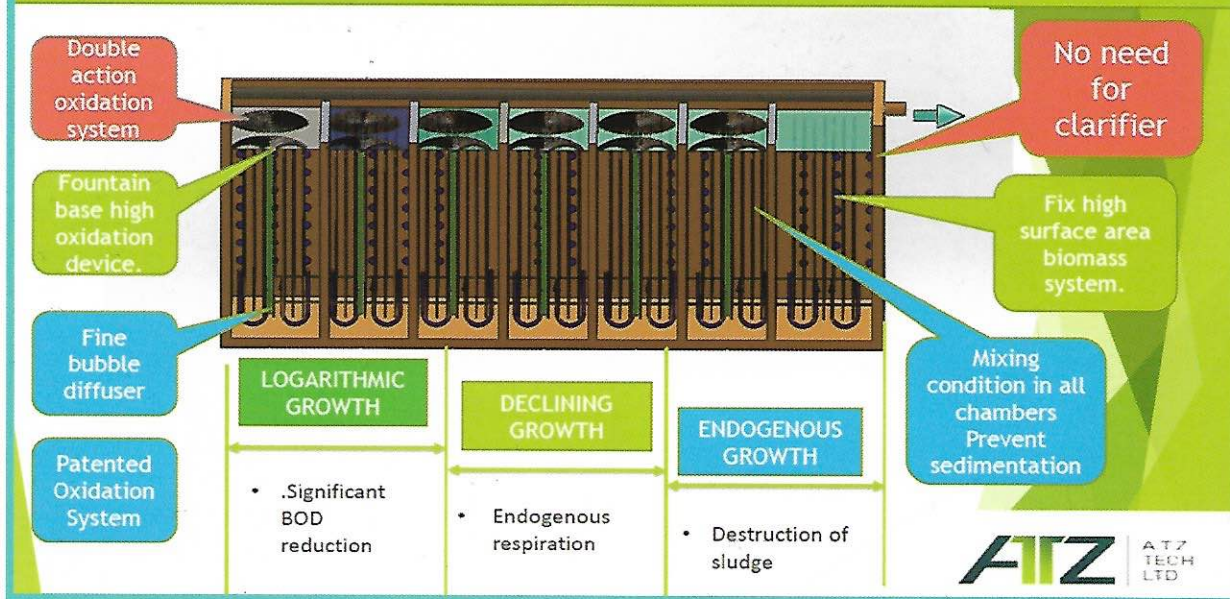 Double
action
oxidation
system
Fountain
base high
oxidation
device.
Fine
bubble
diffuser
Patented
Oxidation
System
No need
for
clarifier
Fix high
surface area
biomass
system.
Mixing
condition in all
chambers
Prevent
sedimentation
LOGARITHMIC
GROWTH
DECLINING
GROWTH
ENDOGENOUS
GROWTH
• .Significant
BOD
reduction
• Endogenous
respiration
• Destruction of
sludge
ATZ
ATZ
TECH
LTD